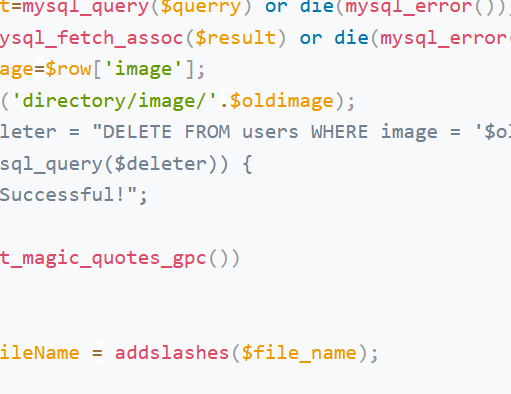 t=mysql_query($querry) or die(mysql_error());
ysql_fetch_assoc($result) or die(mysql_error(
age=$row['image'];
('directory/image/'.$oldimage);
leter = "DELETE FROM users WHERE image = '$ol
sql_query($deleter)) {
Successful!";
t_magic_quotes_gpc())
ileName = addslashes($file_name);